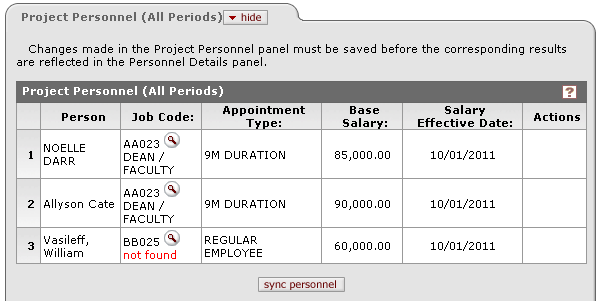 Project Personnel (All Periods) hide
Changes made in the Project Personnel panel must be saved before the corresponding results
are reflected in the Personnel Details panel.
Project Personnel (All Periods) ?
Person Job Code: Appointment Type: Base Salary: Salary Effective Date: Actions
1 NOELLE DARR AA023 DEAN / FACULTY 9M DURATION 85,000.00 10/01/2011
2 Allyson Cate AA023 DEAN / FACULTY 9M DURATION 90,000.00 10/01/2011
3 Vasileff, William BB025 not found REGULAR EMPLOYEE 60,000.00 10/01/2011
sync personnel